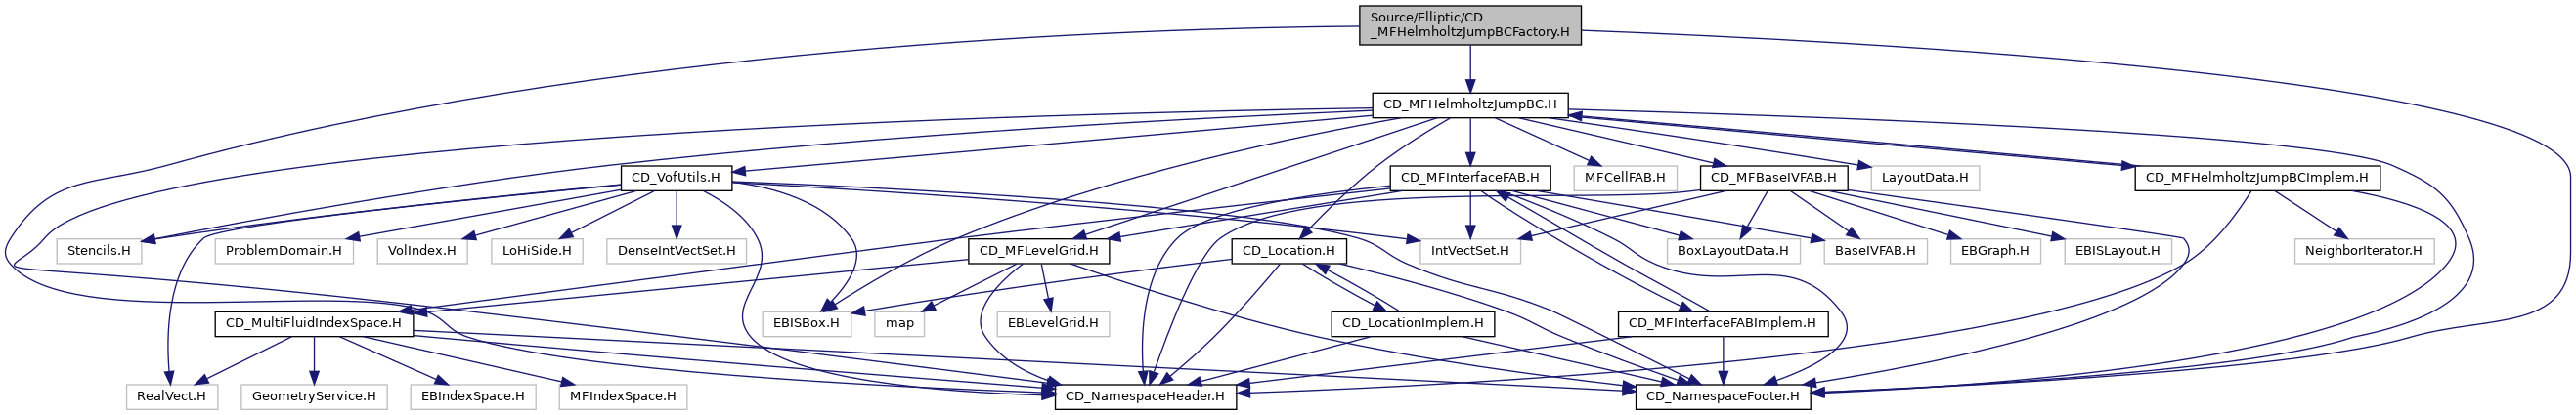 Source/Elliptic/CD
_MFHelmholtzJumpBCFactory.H
CD_MFHelmholtzJumpBC.H
CD_VofUtils.H
CD_MFInterfaceFAB.H
MFCellFAB.H
CD_MFBaseIVFAB.H
LayoutData.H
CD_MFHelmholtzJumpBCImplem.H
Stencils.H
ProblemDomain.H
VolIndex.H
LoHiSide.H
DenseIntVectSet.H
CD_MFLevelGrid.H
CD_Location.H
IntVectSet.H
BoxLayoutData.H
BaseIVFAB.H
EBGraph.H
EBISLayout.H
NeighborIterator.H
CD_MultiFluidIndexSpace.H
EBISBox.H
map
EBLevelGrid.H
CD_LocationImplem.H
CD_MFInterfaceFABImplem.H
RealVect.H
GeometryService.H
EBIndexSpace.H
MFIndexSpace.H
CD_NamespaceHeader.H
CD_NamespaceFooter.H